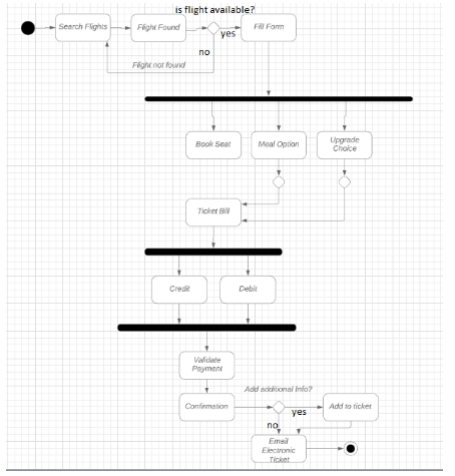 is flight available?
Search Flights
Flight Found
yes
Fill Form
no
Flight not found
Book Seat
Meal Option
Upgrade
Choice
Ticket Bill
Credit
Debit
Validate
Payment
Add additional Info?
Confirmation
yes
Add to ticket
no
Email
Electronic
Ticket